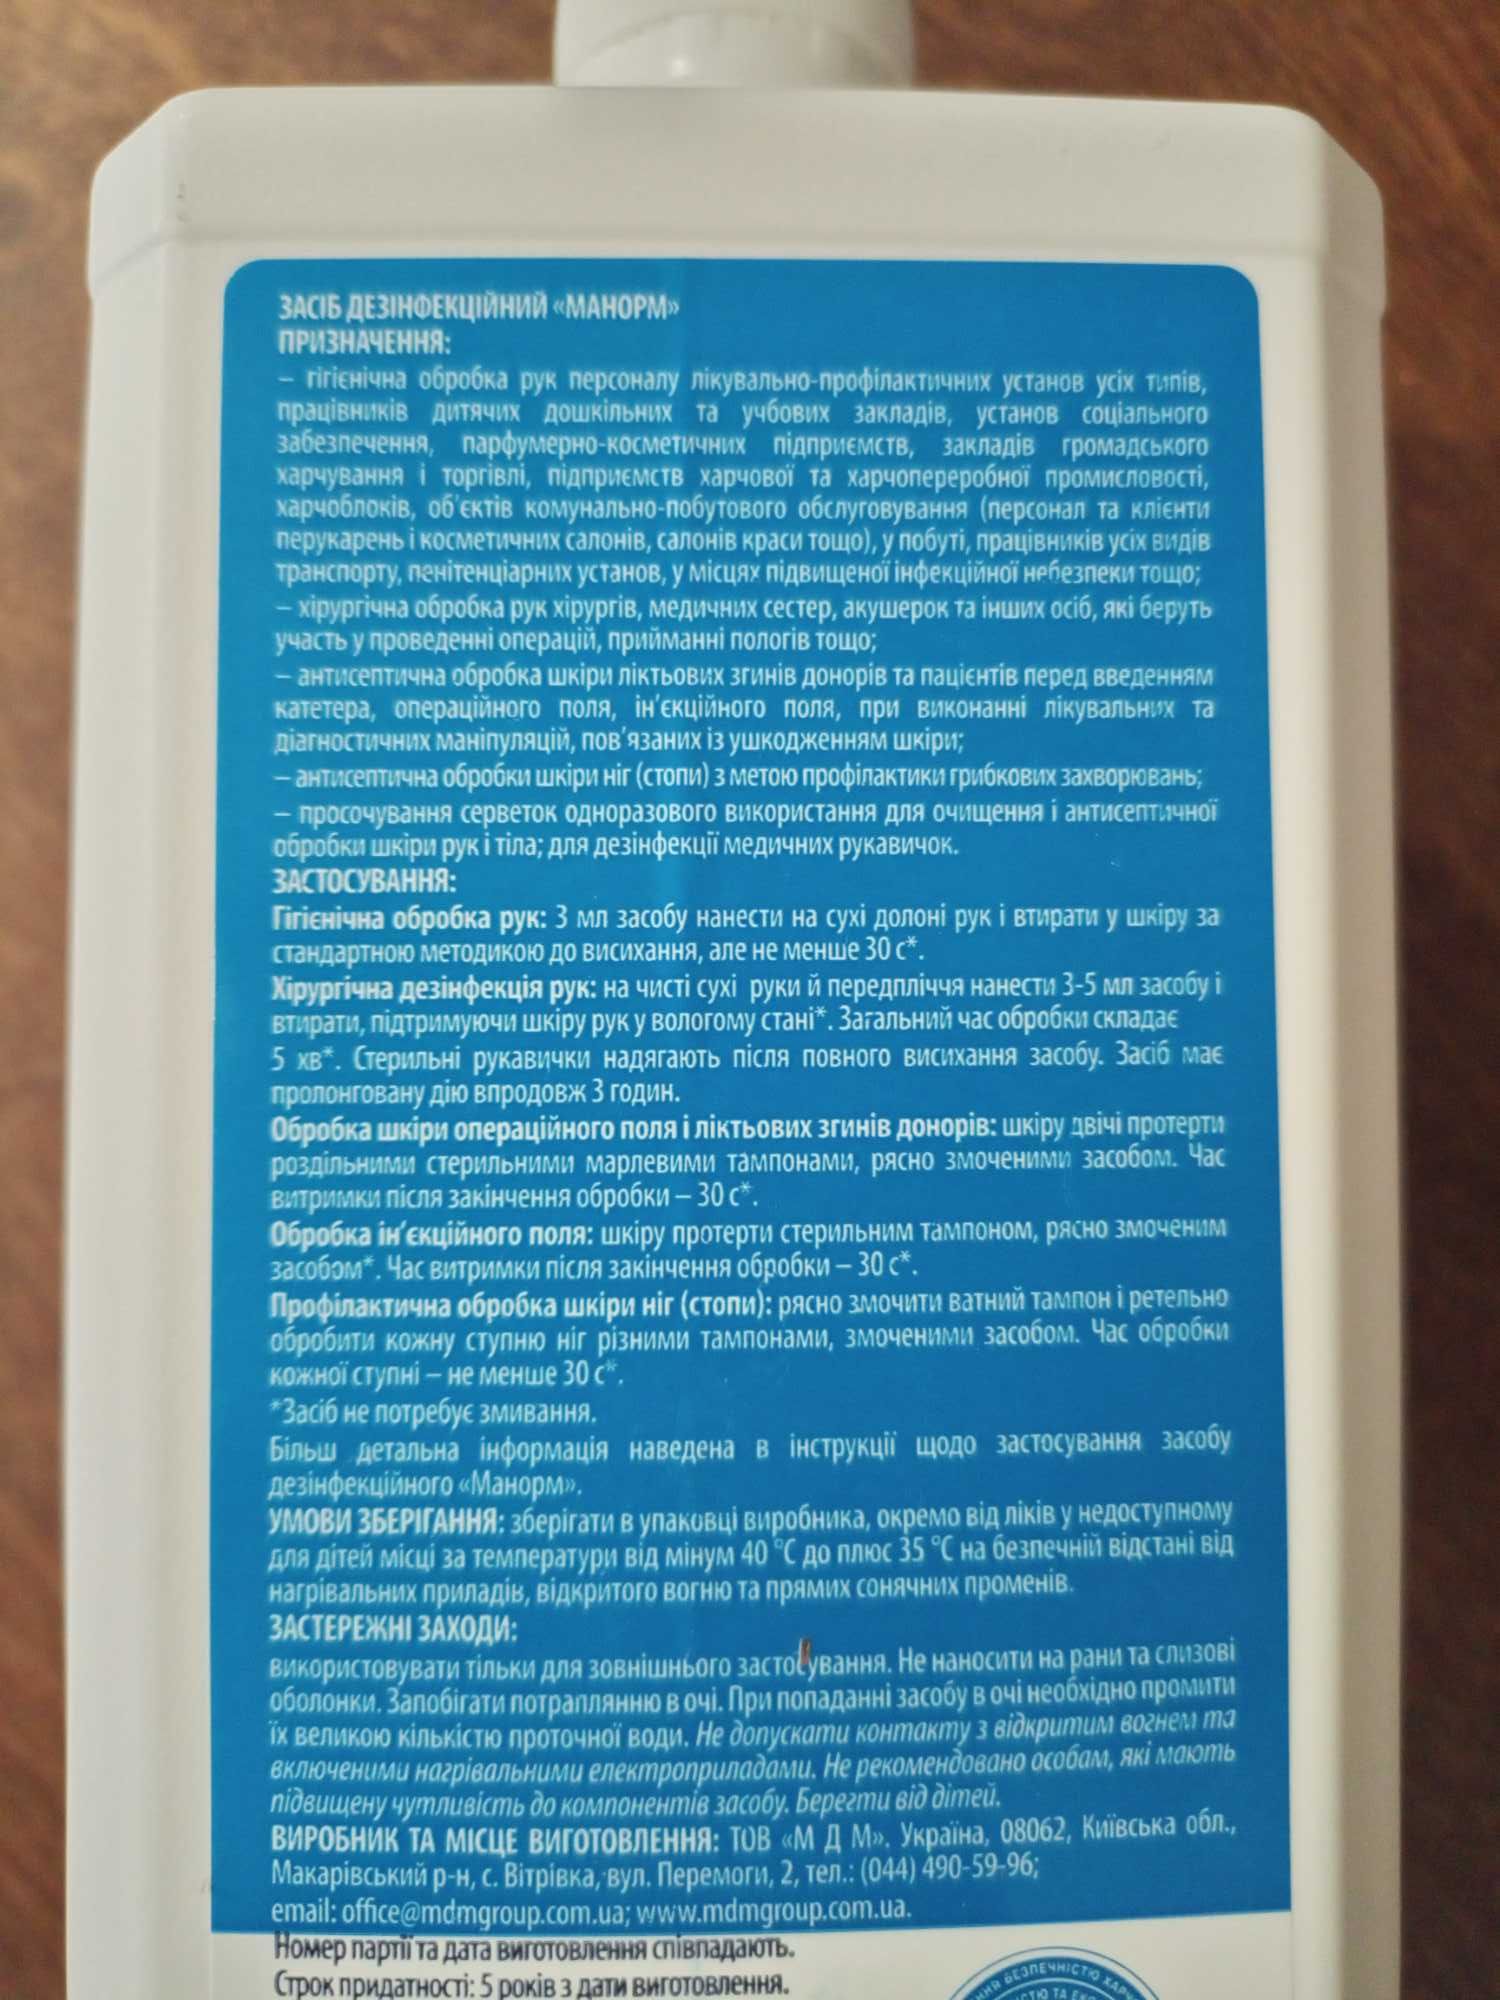 ЗАСІБ ДЕЗІНФЕКЦІЙНИЙ «МАНОРМ»
ПРИЗНАЧЕННЯ:
– гігієнічна обробка рук персоналу лікувально-профілактичних установ усіх типів,
працівників дитячих дошкільних та учбових закладів, установ соціального
забезпечення, парфумерно-косметичних підприємств, закладів громадського
харчування і торгівлі, підприємств харчової та харчопереробної промисловості,
харчоблоків, об'єктів комунально-побутового обслуговування (персонал та клієнти
перукарень і косметичних салонів, салонів краси тощо), у побуті, працівників усіх видів
транспорту, пенітенціарних установ, у місцях підвищеної інфекційної небезпеки тощо;
– хірургічна обробка рук хірургів, медичних сестер, акушерок та інших осіб, які беруть
участь у проведенні операцій, прийманні пологів тощо;
– антисептична обробка шкіри ліктьових згинів донорів та пацієнтів перед введенням
катетера, операційного поля, ін'єкційного поля, при виконанні лікувальних та
діагностичних маніпуляцій, пов'язаних із ушкодженням шкіри;
– антисептична обробки шкіри ніг (стопи) з метою профілактики грибкових захворювань;
– просочування серветок одноразового використання для очищення і антисептичної
обробки шкіри рук і тіла; для дезінфекції медичних рукавичок.
ЗАСТОСУВАННЯ:
Гігієнічна обробка рук: 3 мл засобу нанести на сухі долоні рук і втирати у шкіру за
стандартною методикою до висихання, але не менше 30 с*.
Хірургічна дезінфекція рук: на чисті сухі руки й передпліччя нанести 3-5 мл засобу і
втирати, підтримуючи шкіру рук у вологому стані*. Загальний час обробки складає
5 хв*. Стерильні рукавички надягають після повного висихання засобу. Засіб має
пролонговану дію впродовж 3 годин.
Обробка шкіри операційного поля і ліктьових згинів донорів: шкіру двічі протерти
роздільними стерильними марлевими тампонами, рясно змоченими засобом. Час
витримки після закінчення обробки – 30 с*.
Обробка ін'єкційного поля: шкіру протерти стерильним тампоном, рясно змоченим
засобом*. Час витримки після закінчення обробки – 30 с*.
Профілактична обробка шкіри ніг (стопи): рясно змочити ватний тампон і ретельно
обробити кожну ступню ніг різними тампонами, змоченими засобом. Час обробки
кожної ступні – не менше 30 с*.
*Засіб не потребує змивання.
Більш детальна інформація наведена в інструкції щодо застосування засобу
дезінфекційного «Манорм».
УМОВИ ЗБЕРІГАННЯ: зберігати в упаковці виробника, окремо від ліків у недоступному
для дітей місці за температури від мінум 40 °С до плюс 35 °С на безпечній відстані від
нагрівальних приладів, відкритого вогню та прямих сонячних променів.
ЗАСТЕРЕЖНІ ЗАХОДИ:
використовувати тільки для зовнішнього застосування. Не наносити на рани та слизові
оболонки. Запобігати потраплянню в очі. При попаданні засобу в очі необхідно промити
їх великою кількістю проточної води. Не допускати контакту з відкритим вогнем та
включеними нагрівальними електроприладами. Не рекомендовано особам, які мають
підвищену чутливість до компонентів засобу. Берегти від дітей.
ВИРОБНИК ТА МІСЦЕ ВИГОТОВЛЕННЯ: ТОВ «М Д М». Україна, 08062, Київська обл.,
Макарівський р-н, с. Вітрівка, вул. Перемоги, 2, тел.: (044) 490-59-96;
email: office@mdmgroup.com.ua; www.mdmgroup.com.ua.
Номер партії та дата виготовлення співпадають.
Строк придатності: 5 років з дати виготовлення.
БЕЗПЕЧНІСТЮ